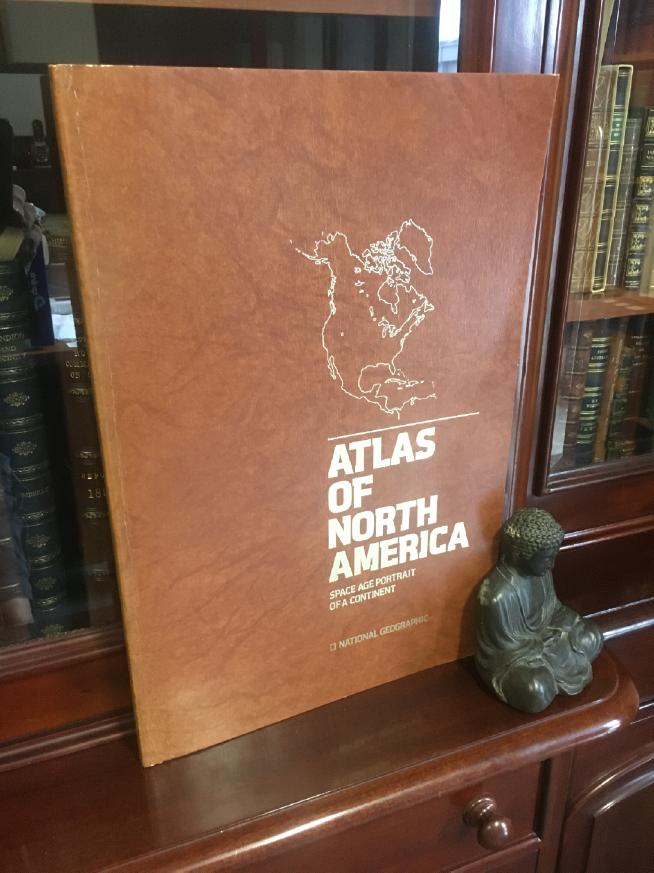 ATLAS
OF
NORTH
AMERICA
SPACE AGE PORTRAIT
OF A CONTINENT
NATIONAL GEOGRAPHIC